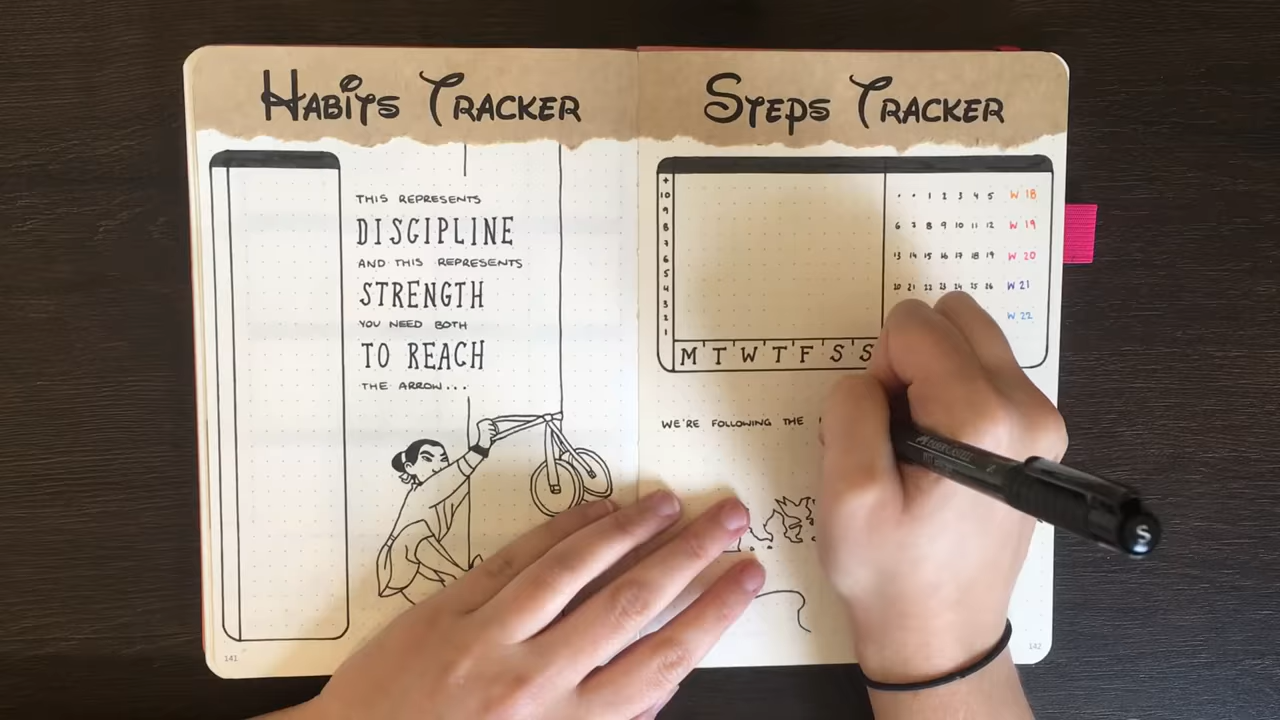 Habits Tracker
THIS REPRESENTS
DISCIPLINE
AND THIS REPRESENTS
STRENGTH
YOU NEED BOTH
TO REACH
THE ARROW...
141
Steps Tracker
+
10
9
8
7
6
5
4
3
2
1
M T W T F S S
• • 1 2 3 4 5 W 18
6 7 8 9 10 11 12 W 19
13 14 15 16 17 18 19 W 20
20 21 22 23 24 25 26 W 21
W 22
WE'RE FOLLOWING THE
S
142